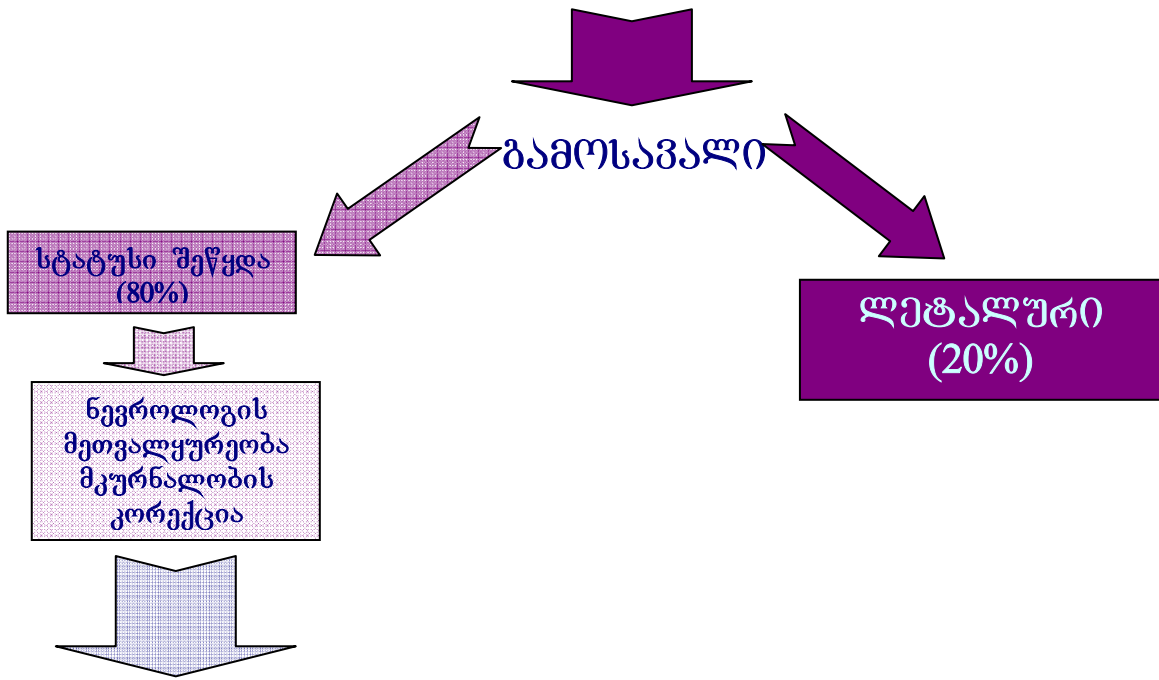 გამოსავალი
სტატუსი შეწყდა
(80%)
ლეტალური
(20%)
ნევროლოგის
მეთვალყურეობა
მკურნალობის
კორექცია